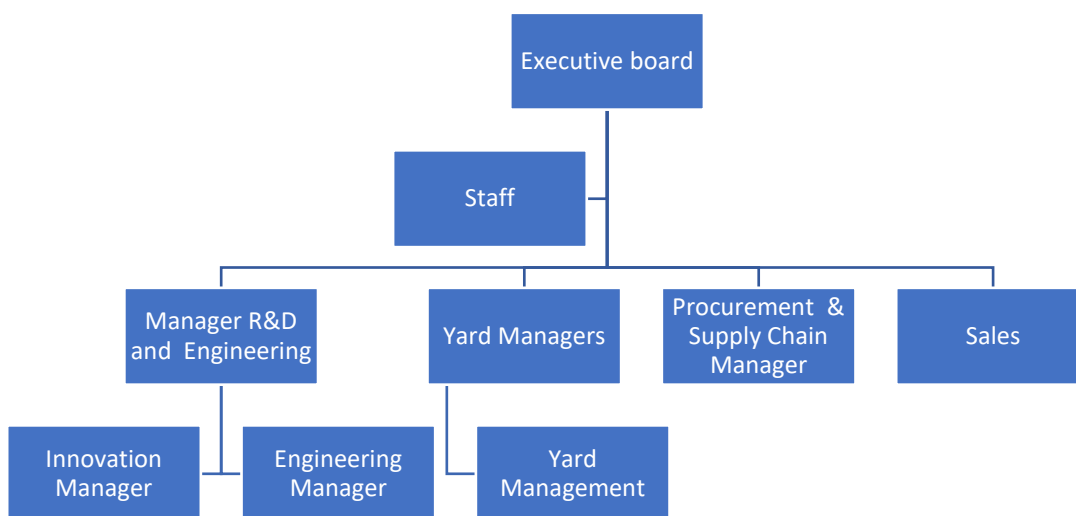 Executive board
Staff
Manager R&D
and Engineering
Yard Managers
Procurement &
Supply Chain
Manager
Sales
Innovation
Manager
Engineering
Manager
Yard
Management